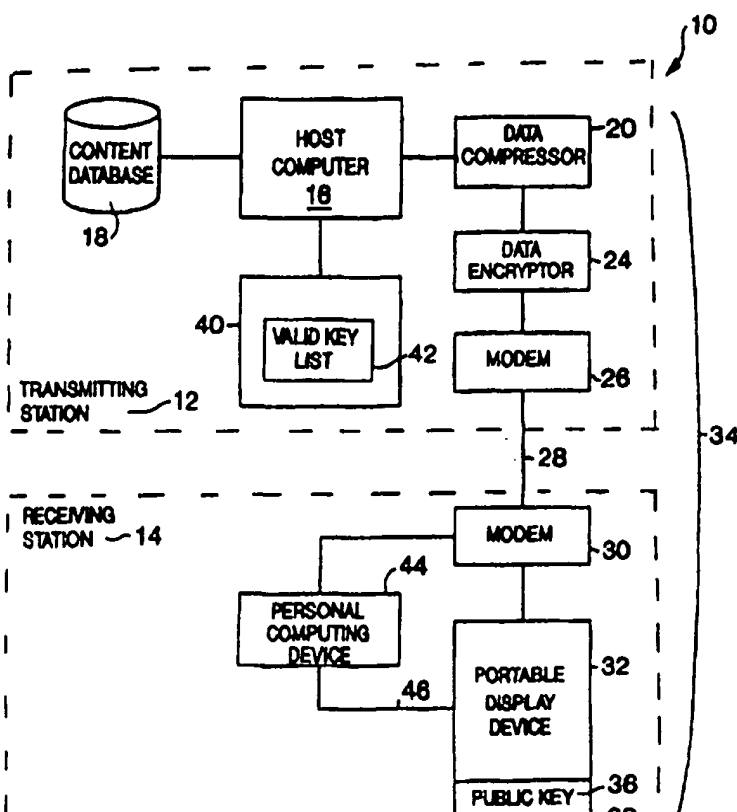 10
CONTENT
DATABASE
18
HOST
COMPUTER
16
DATA
COMPRESSOR
20
DATA
ENCRYPTOR
24
40
VALID KEY
LIST
42
MODEM
26
TRANSMITTING
STATION
12
28
34
RECEIVING
STATION
14
MODEM
30
44
PERSONAL
COMPUTING
DEVICE
46
PORTABLE
DISPLAY
DEVICE
32
PUBLIC KEY
36